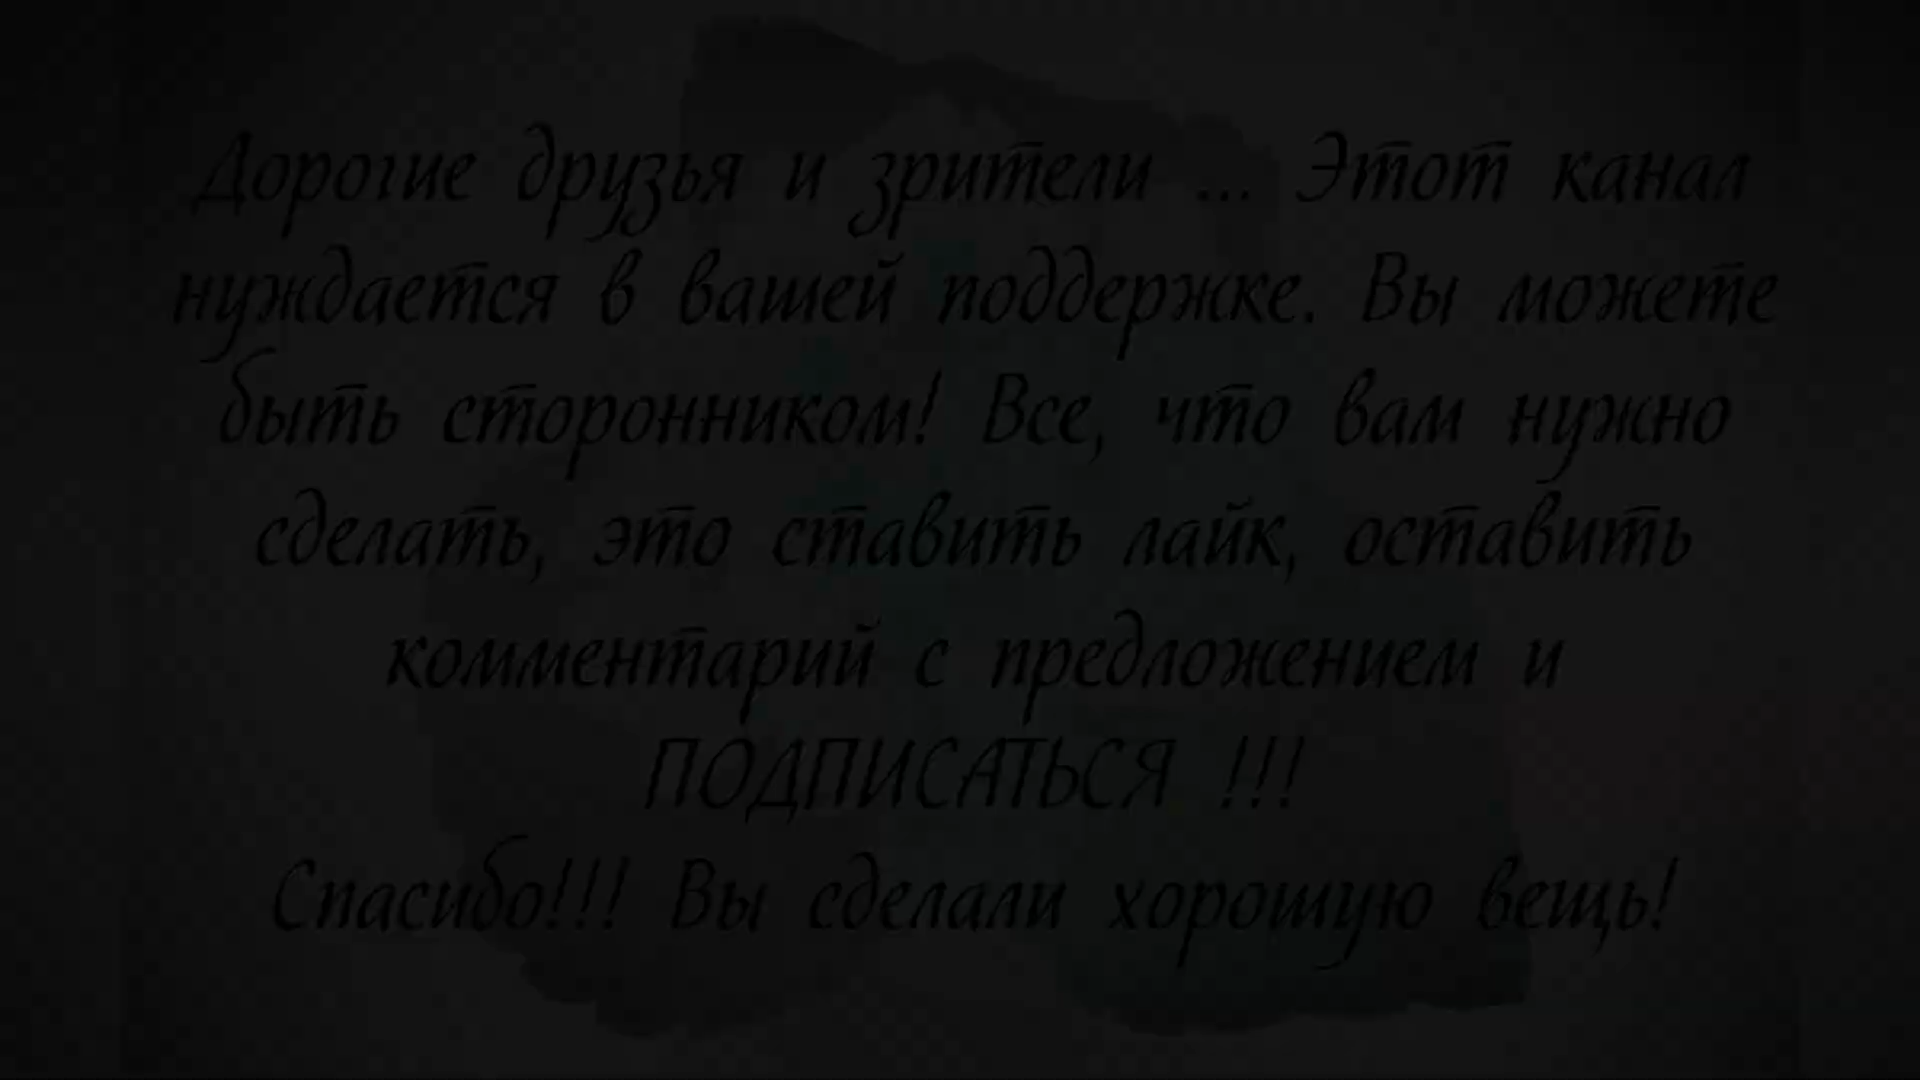 Дорогие друзья и зрители ... Этот канал
нуждается в вашей поддержке. Вы можете
быть сторонником! Все, что вам нужно
сделать, это ставить лайк, оставить
комментарий с предложением и
ПОДПИСАТЬСЯ !!!
Спасибо!!! Вы сделали хорошую вещь!